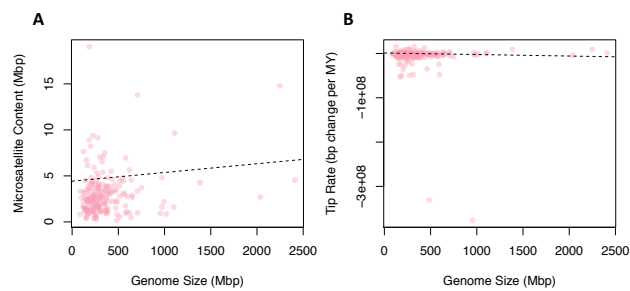 A
Microsatellite Content (Mbp)
15
10
5
0
0 500 1000 1500 2000 2500
Genome Size (Mbp)
B
Tip Rate (bp change per MY)
−1e+08
−3e+08
0 500 1000 1500 2000 2500
Genome Size (Mbp)